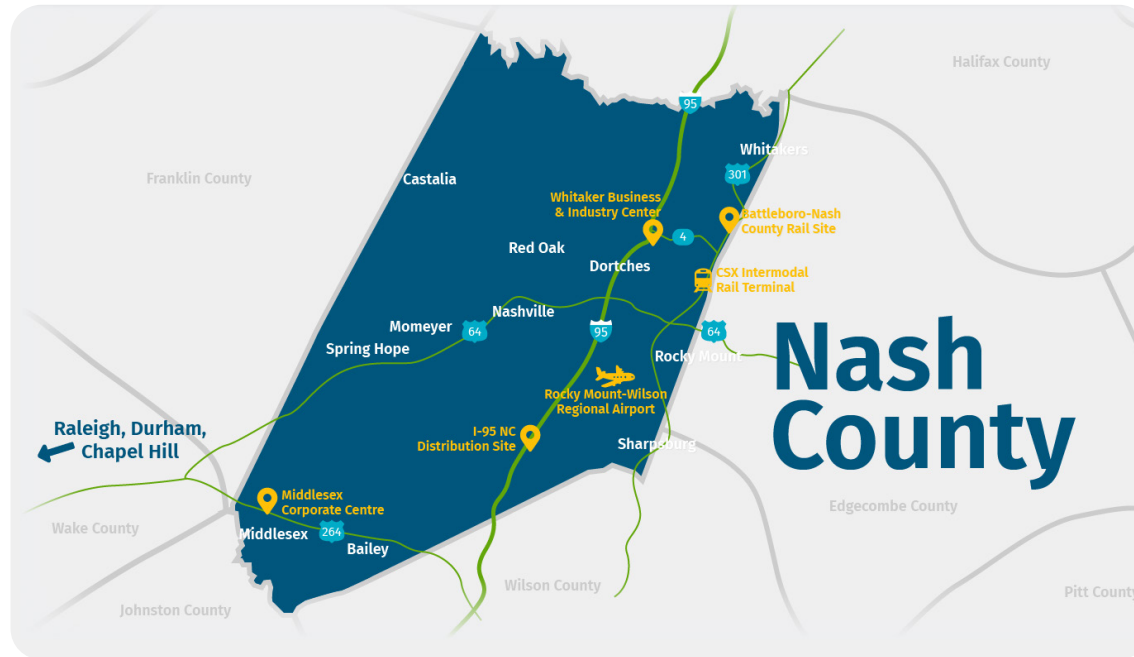 Halifax County
95
Whitakers
301
Franklin County
Castalia
Whitaker Business
& Industry Center
Battleboro-Nash
County Rail Site
4
Red Oak
Dortches
CSX Intermodal
Rail Terminal
Nashville
Momeyer
64
95
64
Spring Hope
Rocky Mount
Nash
County
Rocky Mount-Wilson
Regional Airport
Raleigh, Durham,
Chapel Hill
I-95 NC
Distribution Site
Sharpsburg
Middlesex
Corporate Centre
Edgecombe County
Wake County
Middlesex
264
Bailey
Wilson County
Pitt County
Johnston County